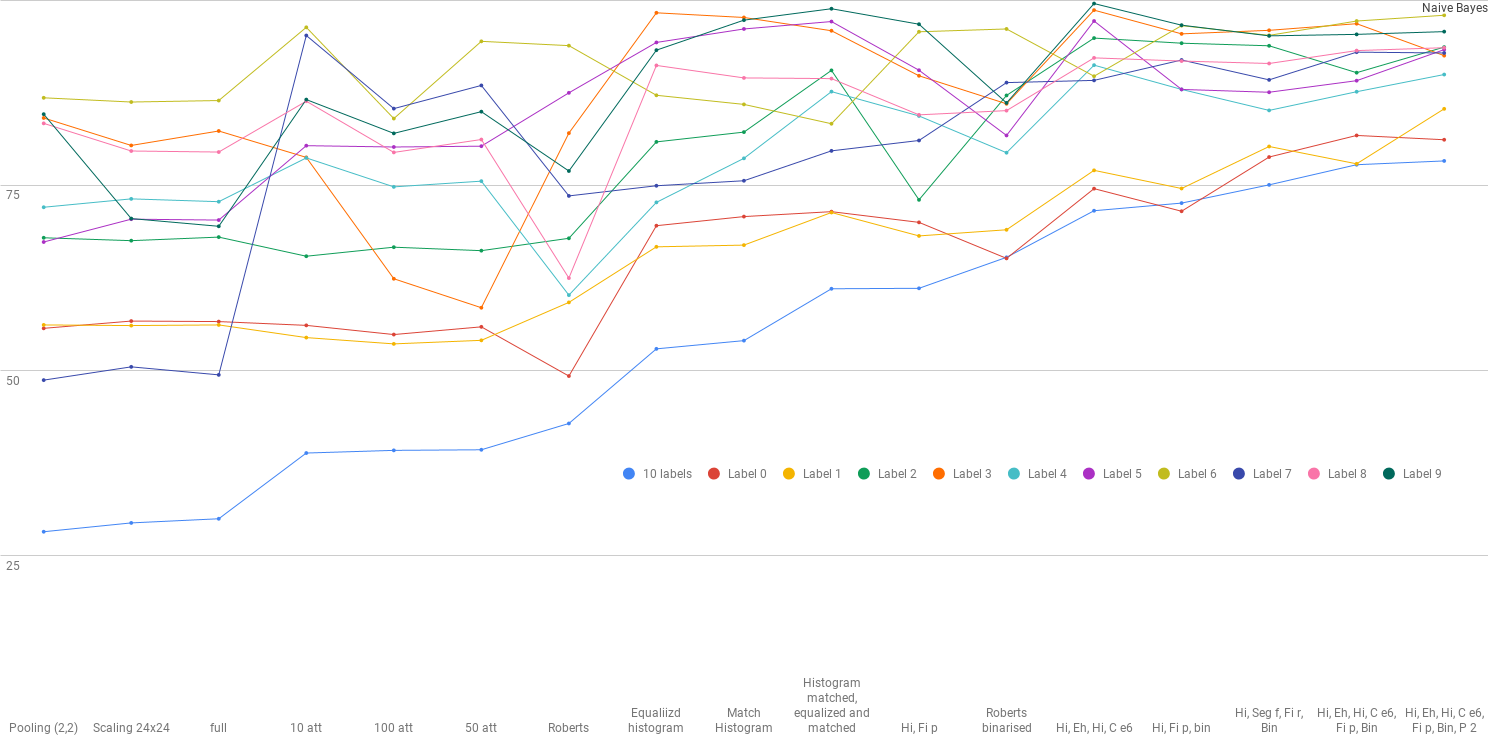 Naive Bayes
75
50
10 labels
Label 0
Label 1
Label 2
Label 3
Label 4
Label 5
Label 6
Label 7
Label 8
Label 9
25
Pooling (2,2)
Scaling 24x24
full
10 att
100 att
50 att
Roberts
Equaliizd
histogram
Match
Histogram
Histogram
matched,
equalized and
matched
Hi, Fi p
Roberts
binarised
Hi, Eh, Hi, C e6
Hi, Fi p, bin
Hi, Seg f, Fi r,
Bin
Hi, Eh, Hi, C e6,
Fi p, Bin
Hi, Eh, Hi, C e6,
Fi p, Bin, P 2